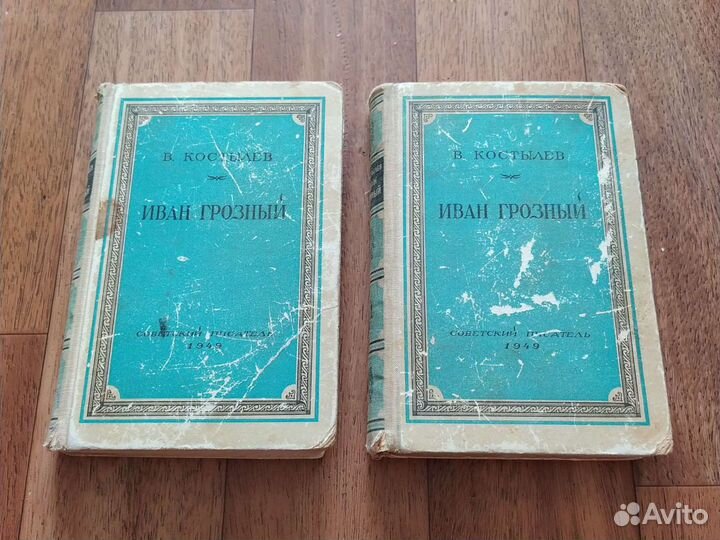 В. КОСТЫЛЕВ
ИВАН ГРОЗНЫЙ
СОВЕТСКИЙ ПИСАТЕЛЬ
1949
В. КОСТЫЛЕВ
ИВАН ГРОЗНЫЙ
СОВЕТСКИЙ ПИСАТЕЛЬ
1949
Avito